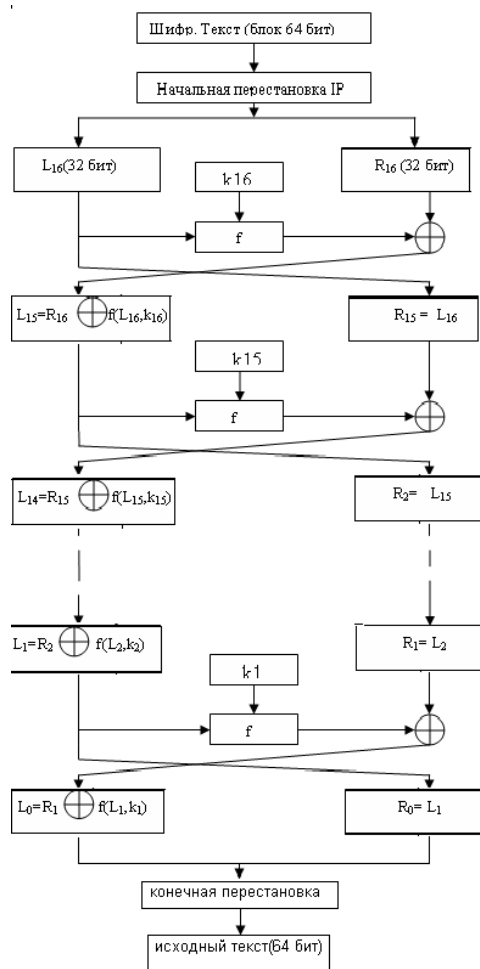 Шифр. Текст (блок 64 бит)
Начальная перестановка IP
L16(32 бит)
R16 (32 бит)
k16
f
L15=R16 ⊕ f(L16,k16)
R15 = L16
k15
f
L14=R15 ⊕ f(L15,k15)
R2= L15
L1=R2 ⊕ f(L2,k2)
R1= L2
k1
f
L0=R1 ⊕ f(L1,k1)
R0= L1
конечная перестановка
исходный текст(64 бит)